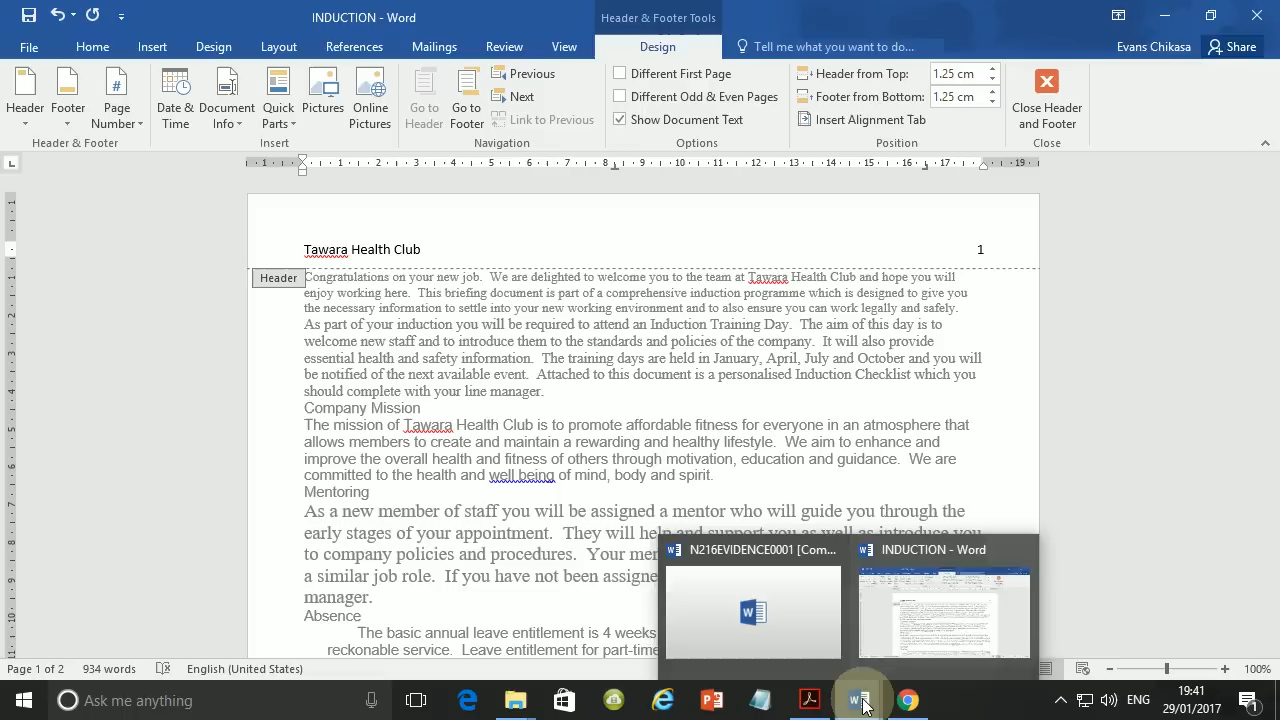 INDUCTION - Word
Header & Footer Tools
File Home Insert Design Layout References Mailings Review View Design Tell me what you want to do... Evans Chikasa Share
Header Footer Page Number
Header & Footer
Date & Time Document Info Quick Parts Pictures Online Pictures
Insert
Go to Header Go to Footer Previous Next Link to Previous
Navigation
Different First Page
Different Odd & Even Pages
Show Document Text
Options
Header from Top: 1.25 cm
Footer from Bottom: 1.25 cm
Insert Alignment Tab
Position
Close Header and Footer
Close
1 1 2 3 4 5 6 7 8 9 10 11 12 13 14 15 16 17 19
Tawara Health Club 1
Header
Congratulations on your new job. We are delighted to welcome you to the team at Tawara Health Club and hope you will
enjoy working here. This briefing document is part of a comprehensive induction programme which is designed to give you
the necessary information to settle into your new working environment and to also ensure you can work legally and safely.
As part of your induction you will be required to attend an Induction Training Day. The aim of this day is to
welcome new staff and to introduce them to the standards and policies of the company. It will also provide
essential health and safety information. The training days are held in January, April, July and October and you will
be notified of the next available event. Attached to this document is a personalised Induction Checklist which you
should complete with your line manager.
Company Mission
The mission of Tawara Health Club is to promote affordable fitness for everyone in an atmosphere that
allows members to create and maintain a rewarding and healthy lifestyle. We aim to enhance and
improve the overall health and fitness of others through motivation, education and guidance. We are
committed to the health and well being of mind, body and spirit.
Mentoring
As a new member of staff you will be assigned a mentor who will guide you through the
early stages of your appointment. They will help and support you as well as introduce you
to company policies and procedures. Your
a similar job role. If you have not been
manager.
Absence
The basic annual leave is 4
reckonable service. Leave entitlement for
N216EVIDENCE0001 [Com...
INDUCTION - Word
Page 1 of 2 934 words English (United States) 100%
Ask me anything ENG 19:41
29/01/2017